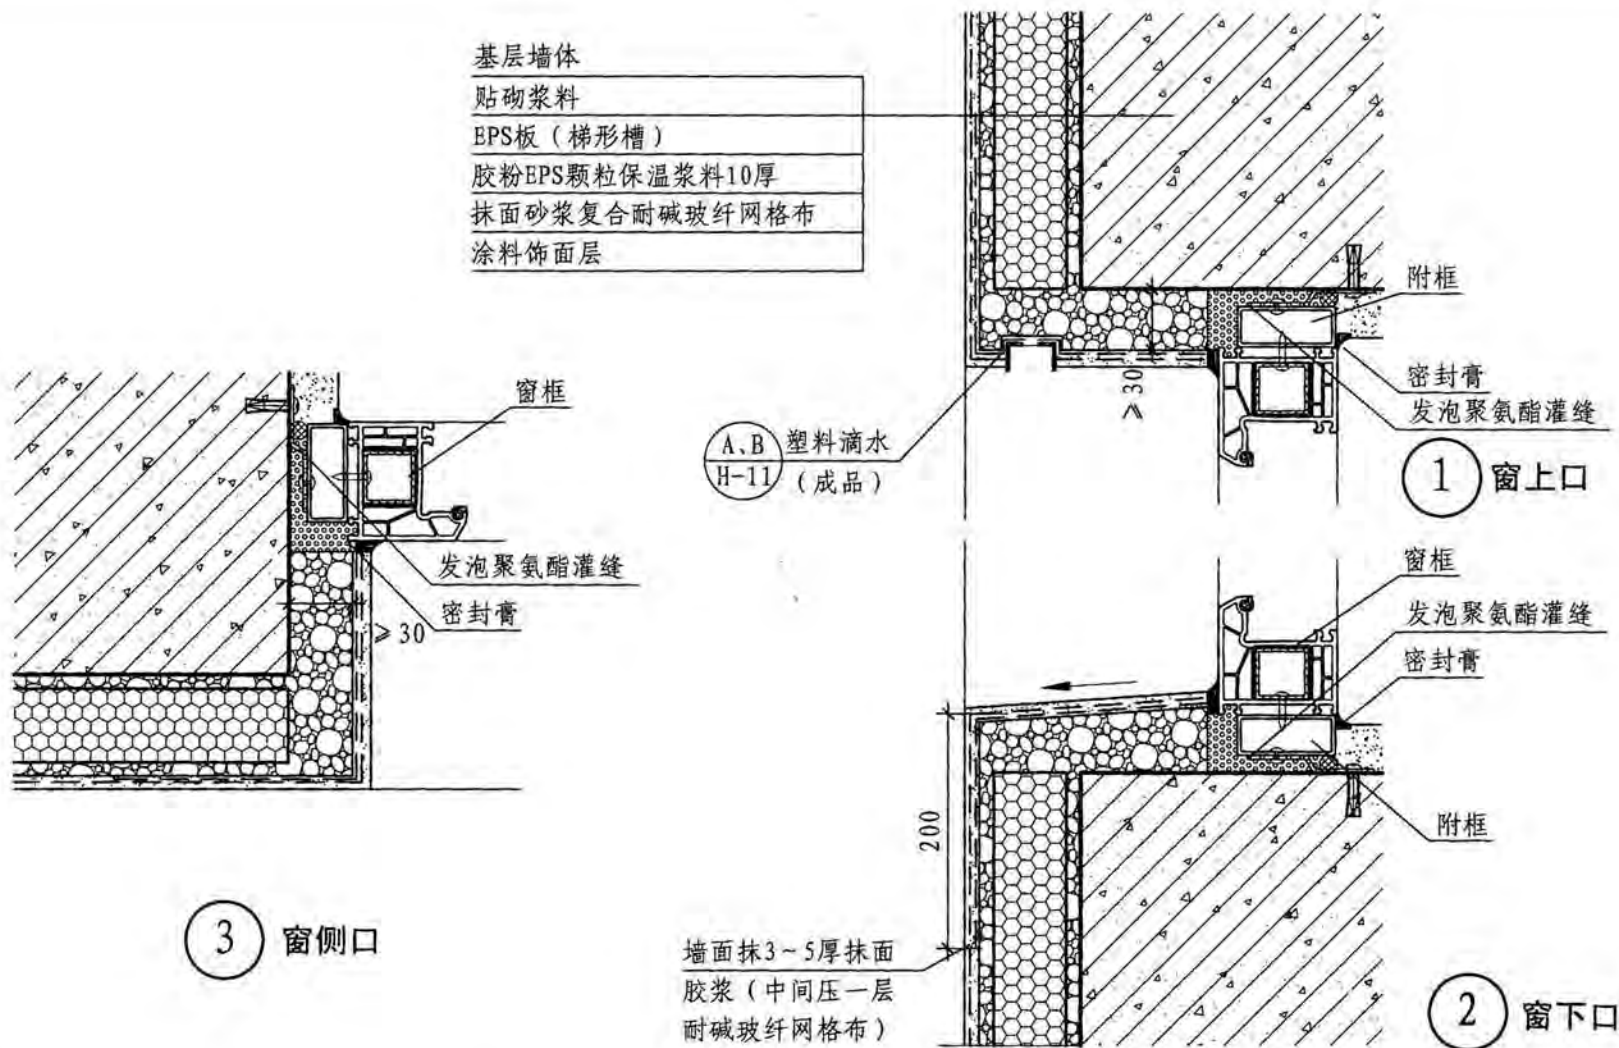 基层墙体
贴砌浆料
EPS板（梯形槽）
胶粉EPS颗粒保温浆料10厚
抹面砂浆复合耐碱玻纤网格布
涂料饰面层
附框
密封膏
发泡聚氨酯灌缝
≥30
A、B
H-11
塑料滴水
（成品）
1 窗上口
窗框
发泡聚氨酯灌缝
密封膏
≥30
3 窗侧口
窗框
发泡聚氨酯灌缝
密封膏
附框
200
墙面抹3~5厚抹面
胶浆（中间压一层
耐碱玻纤网格布）
2 窗下口